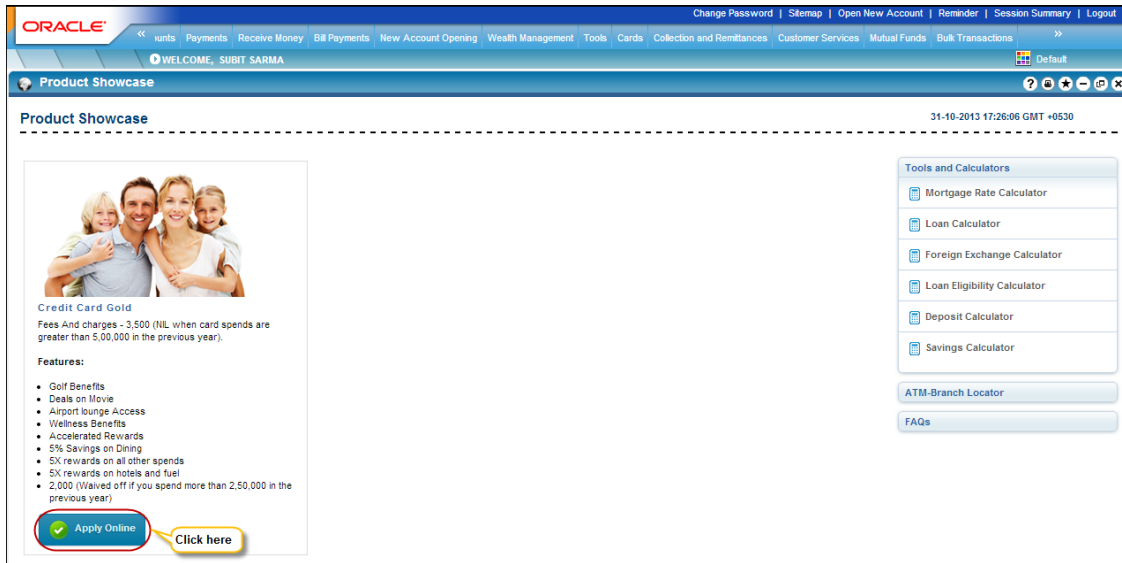 Change Password | Sitemap | Open New Account | Reminder | Session Summary | Logout
ORACLE
« iunts Payments Receive Money Bill Payments New Account Opening Wealth Management Tools Cards Collection and Remittances Customer Services Mutual Funds Bulk Transactions »
WELCOME, SUBIT SARMA
Default
Product Showcase
Product Showcase
31-10-2013 17:26:06 GMT +0530
Credit Card Gold
Fees And charges - 3,500 (NIL when card spends are
greater than 5,00,000 in the previous year).
Features:
• Golf Benefits
• Deals on Movie
• Airport lounge Access
• Wellness Benefits
• Accelerated Rewards
• 5% Savings on Dining
• 5X rewards on all other spends
• 5X rewards on hotels and fuel
• 2,000 (Waived off if you spend more than 2,50,000 in the
previous year)
Apply Online
Click here
Tools and Calculators
Mortgage Rate Calculator
Loan Calculator
Foreign Exchange Calculator
Loan Eligibility Calculator
Deposit Calculator
Savings Calculator
ATM-Branch Locator
FAQs